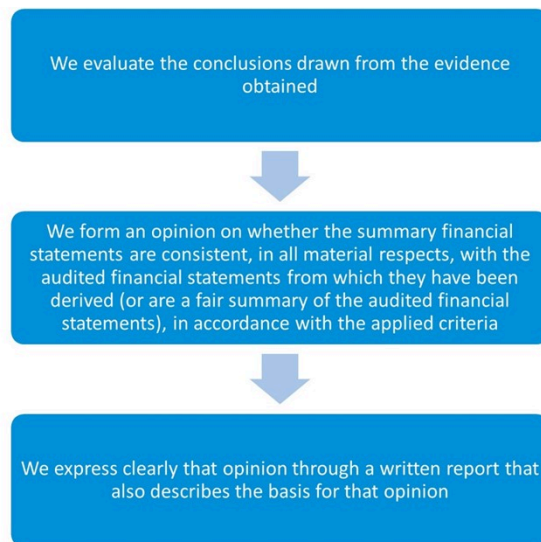 We evaluate the conclusions drawn from the evidence
obtained
We form an opinion on whether the summary financial
statements are consistent, in all material respects, with the
audited financial statements from which they have been
derived (or are a fair summary of the audited financial
statements), in accordance with the applied criteria
We express clearly that opinion through a written report that
also describes the basis for that opinion